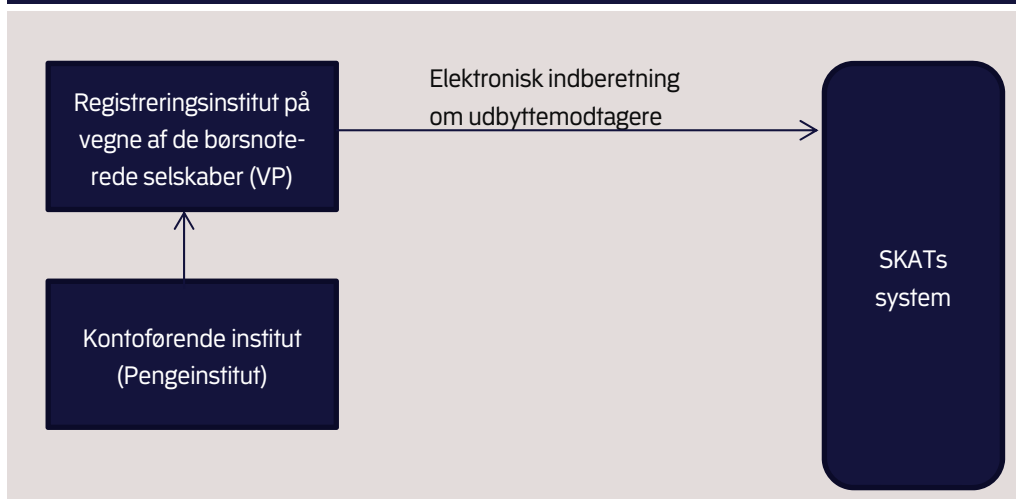 Registreringsinstitut på
vegne af de børsnote-
rede selskaber (VP)
Elektronisk indberetning
om udbyttemodtagere
SKATs
system
Kontoførende institut
(Pengeinstitut)